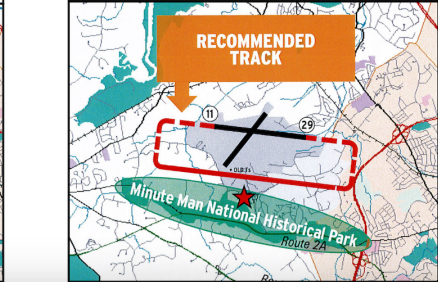 RECOMMENDED
TRACK
11
29
Minute Man National Historical Park
Route 2A